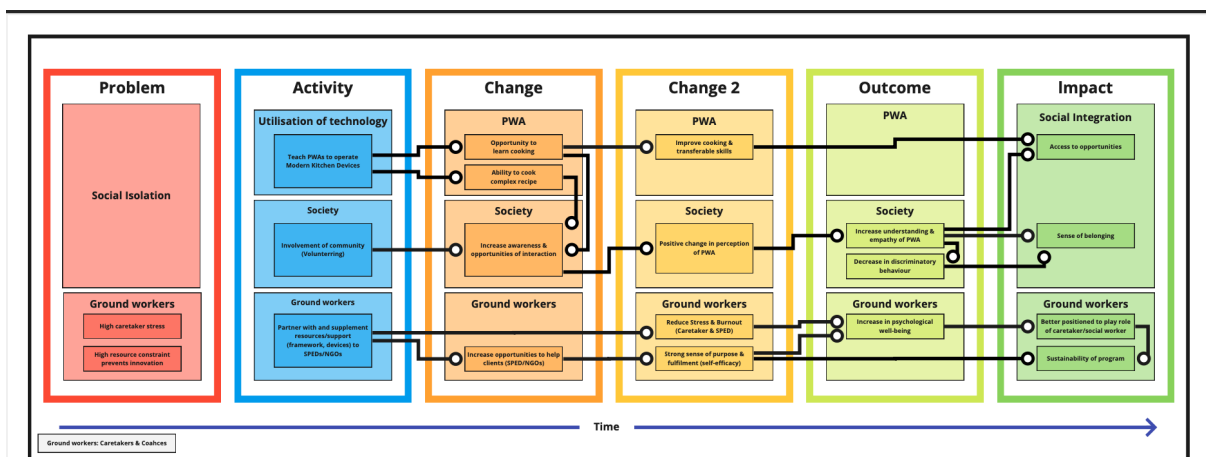 Problem
Social Isolation
Ground workers
High caretaker stress
High resource constraint
prevents innovation
Activity
Utilisation of technology
Teach PWAs to operate
Modern Kitchen Devices
Society
Involvement of community
(Volunterring)
Ground workers
Partner with and supplement
resources/support
(framework, devices) to
SPEDs/NGOs
Change
PWA
Opportunity to
learn cooking
Ability to cook
complex recipe
Society
Increase awareness &
opportunities of interaction
Ground workers
Increase opportunities to help
clients (SPED/NGOs)
Change 2
PWA
Improve cooking &
transferable skills
Society
Positive change in perception
of PWA
Ground workers
Reduce Stress & Burnout
(Caretaker & SPED)
Strong sense of purpose &
fulfilment (self-efficacy)
Outcome
PWA
Society
Increase understanding &
empathy of PWA
Decrease in discriminatory
behaviour
Ground workers
Increase in psychological
well-being
Impact
Social Integration
Access to opportunities
Sense of belonging
Better positioned to play role
of caretaker/social worker
Sustainability of program
Time
Ground workers: Caretakers & Coahces